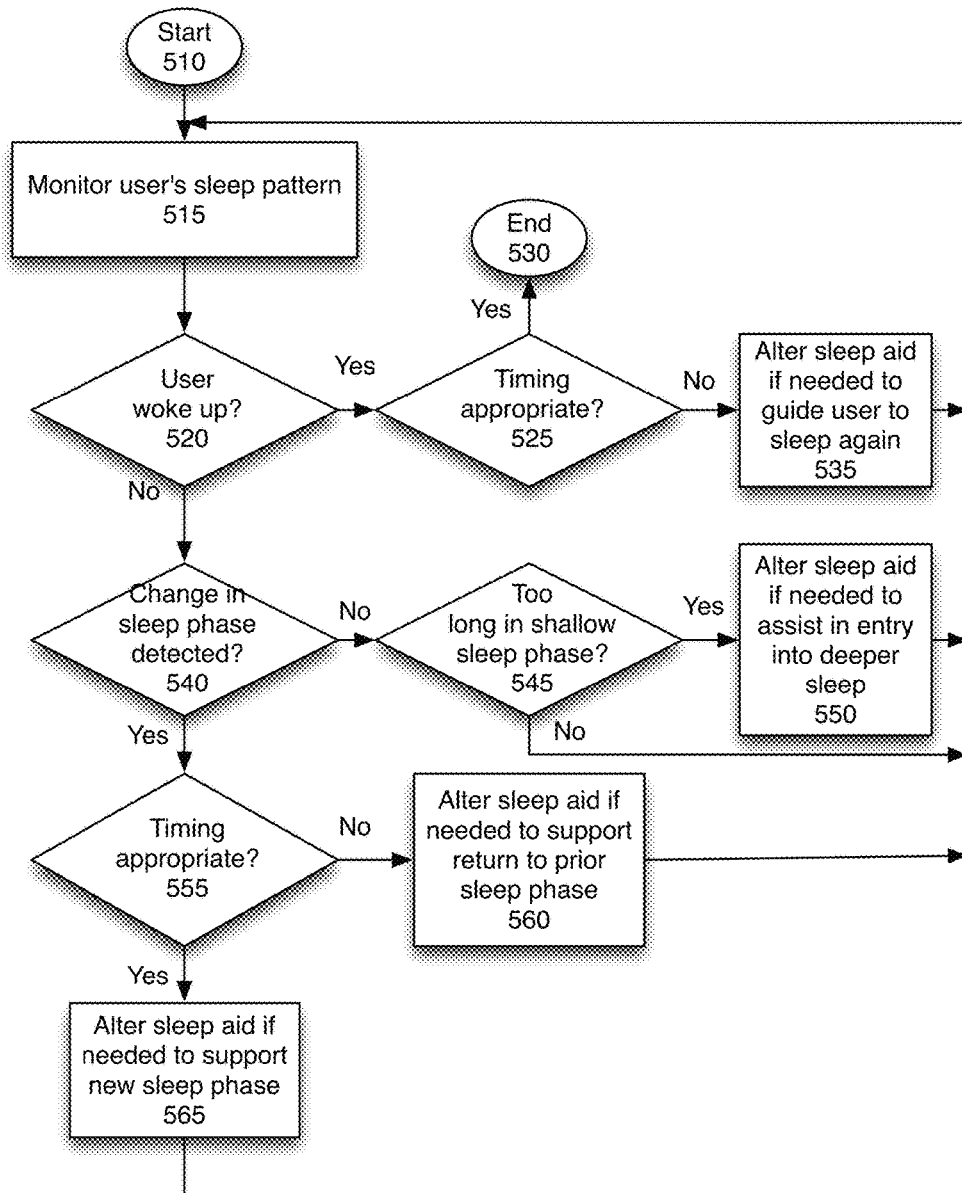 Start
510
Monitor user's sleep pattern
515
End
530
Yes
User
woke up?
520
Yes
Timing
appropriate?
525
No
Alter sleep aid
if needed to
guide user to
sleep again
535
No
Change in
sleep phase
detected?
540
No
Too
long in shallow
sleep phase?
545
Yes
Alter sleep aid
if needed to
assist in entry
into deeper
sleep
550
No
Yes
Timing
appropriate?
555
No
Alter sleep aid if
needed to support
return to prior
sleep phase
560
Yes
Alter sleep aid if
needed to support
new sleep phase
565